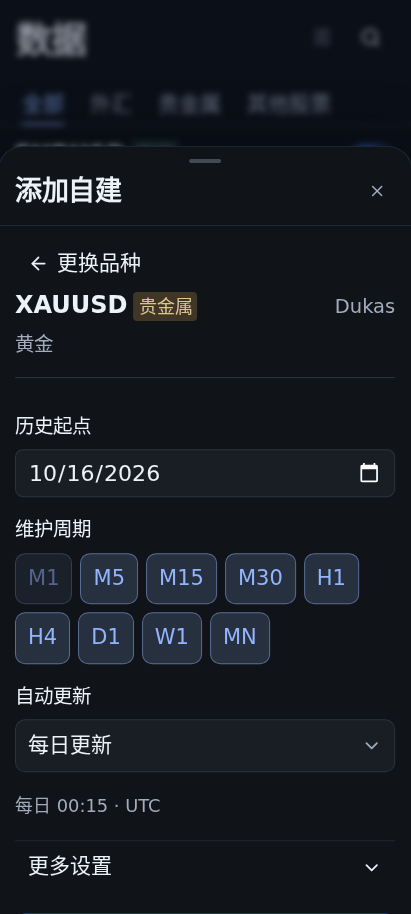 数据
全部 外汇 贵金属 其他股票
添加自建
更换品种
XAUUSD 贵金属 Dukas
黄金
历史起点
10/16/2026
维护周期
M1 M5 M15 M30 H1
H4 D1 W1 MN
自动更新
每日更新
每日 00:15 · UTC
更多设置